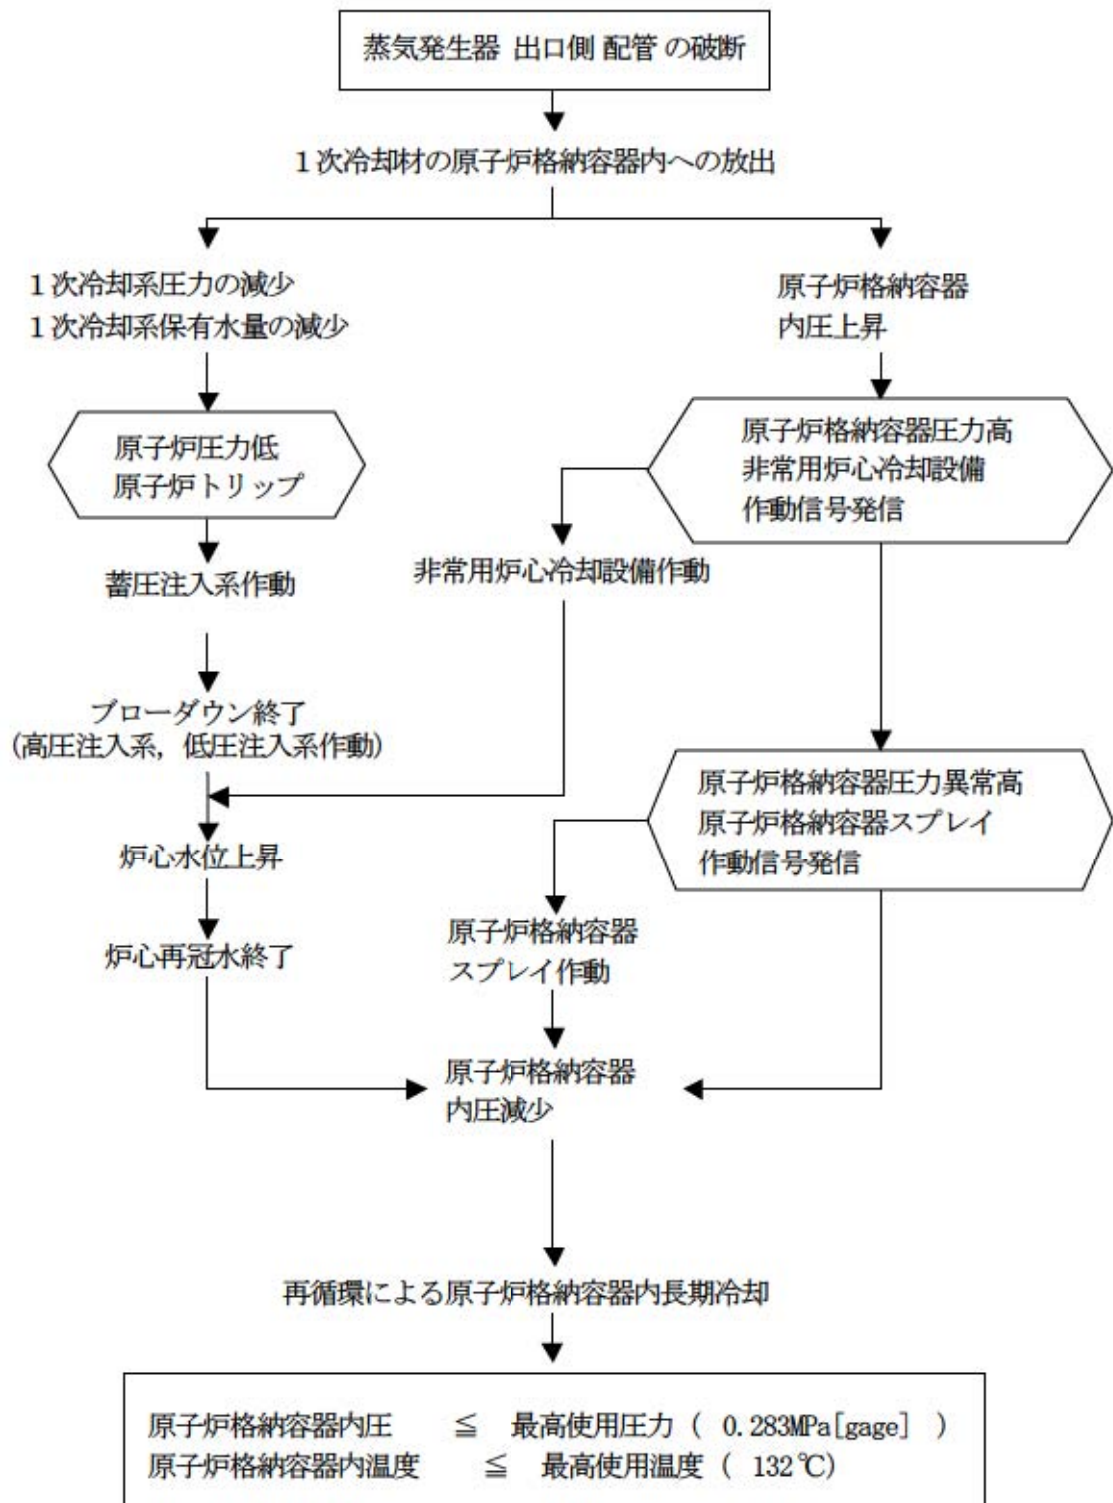 蒸気発生器 出口側 配管 の破断
１次冷却材の原子炉格納容器内への放出
１次冷却系圧力の減少
１次冷却系保有水量の減少
原子炉格納容器
内圧上昇
原子炉圧力低
原子炉トリップ
原子炉格納容器圧力高
非常用炉心冷却設備
作動信号発信
蓄圧注入系作動
非常用炉心冷却設備作動
ブローダウン終了
(高圧注入系，低圧注入系作動)
原子炉格納容器圧力異常高
原子炉格納容器スプレイ
作動信号発信
炉心水位上昇
炉心再冠水終了
原子炉格納容器
スプレイ作動
原子炉格納容器
内圧減少
再循環による原子炉格納容器内長期冷却
原子炉格納容器内圧 ≦ 最高使用圧力 ( 0.283MPa[gage] )
原子炉格納容器内温度 ≦ 最高使用温度 ( 132℃)